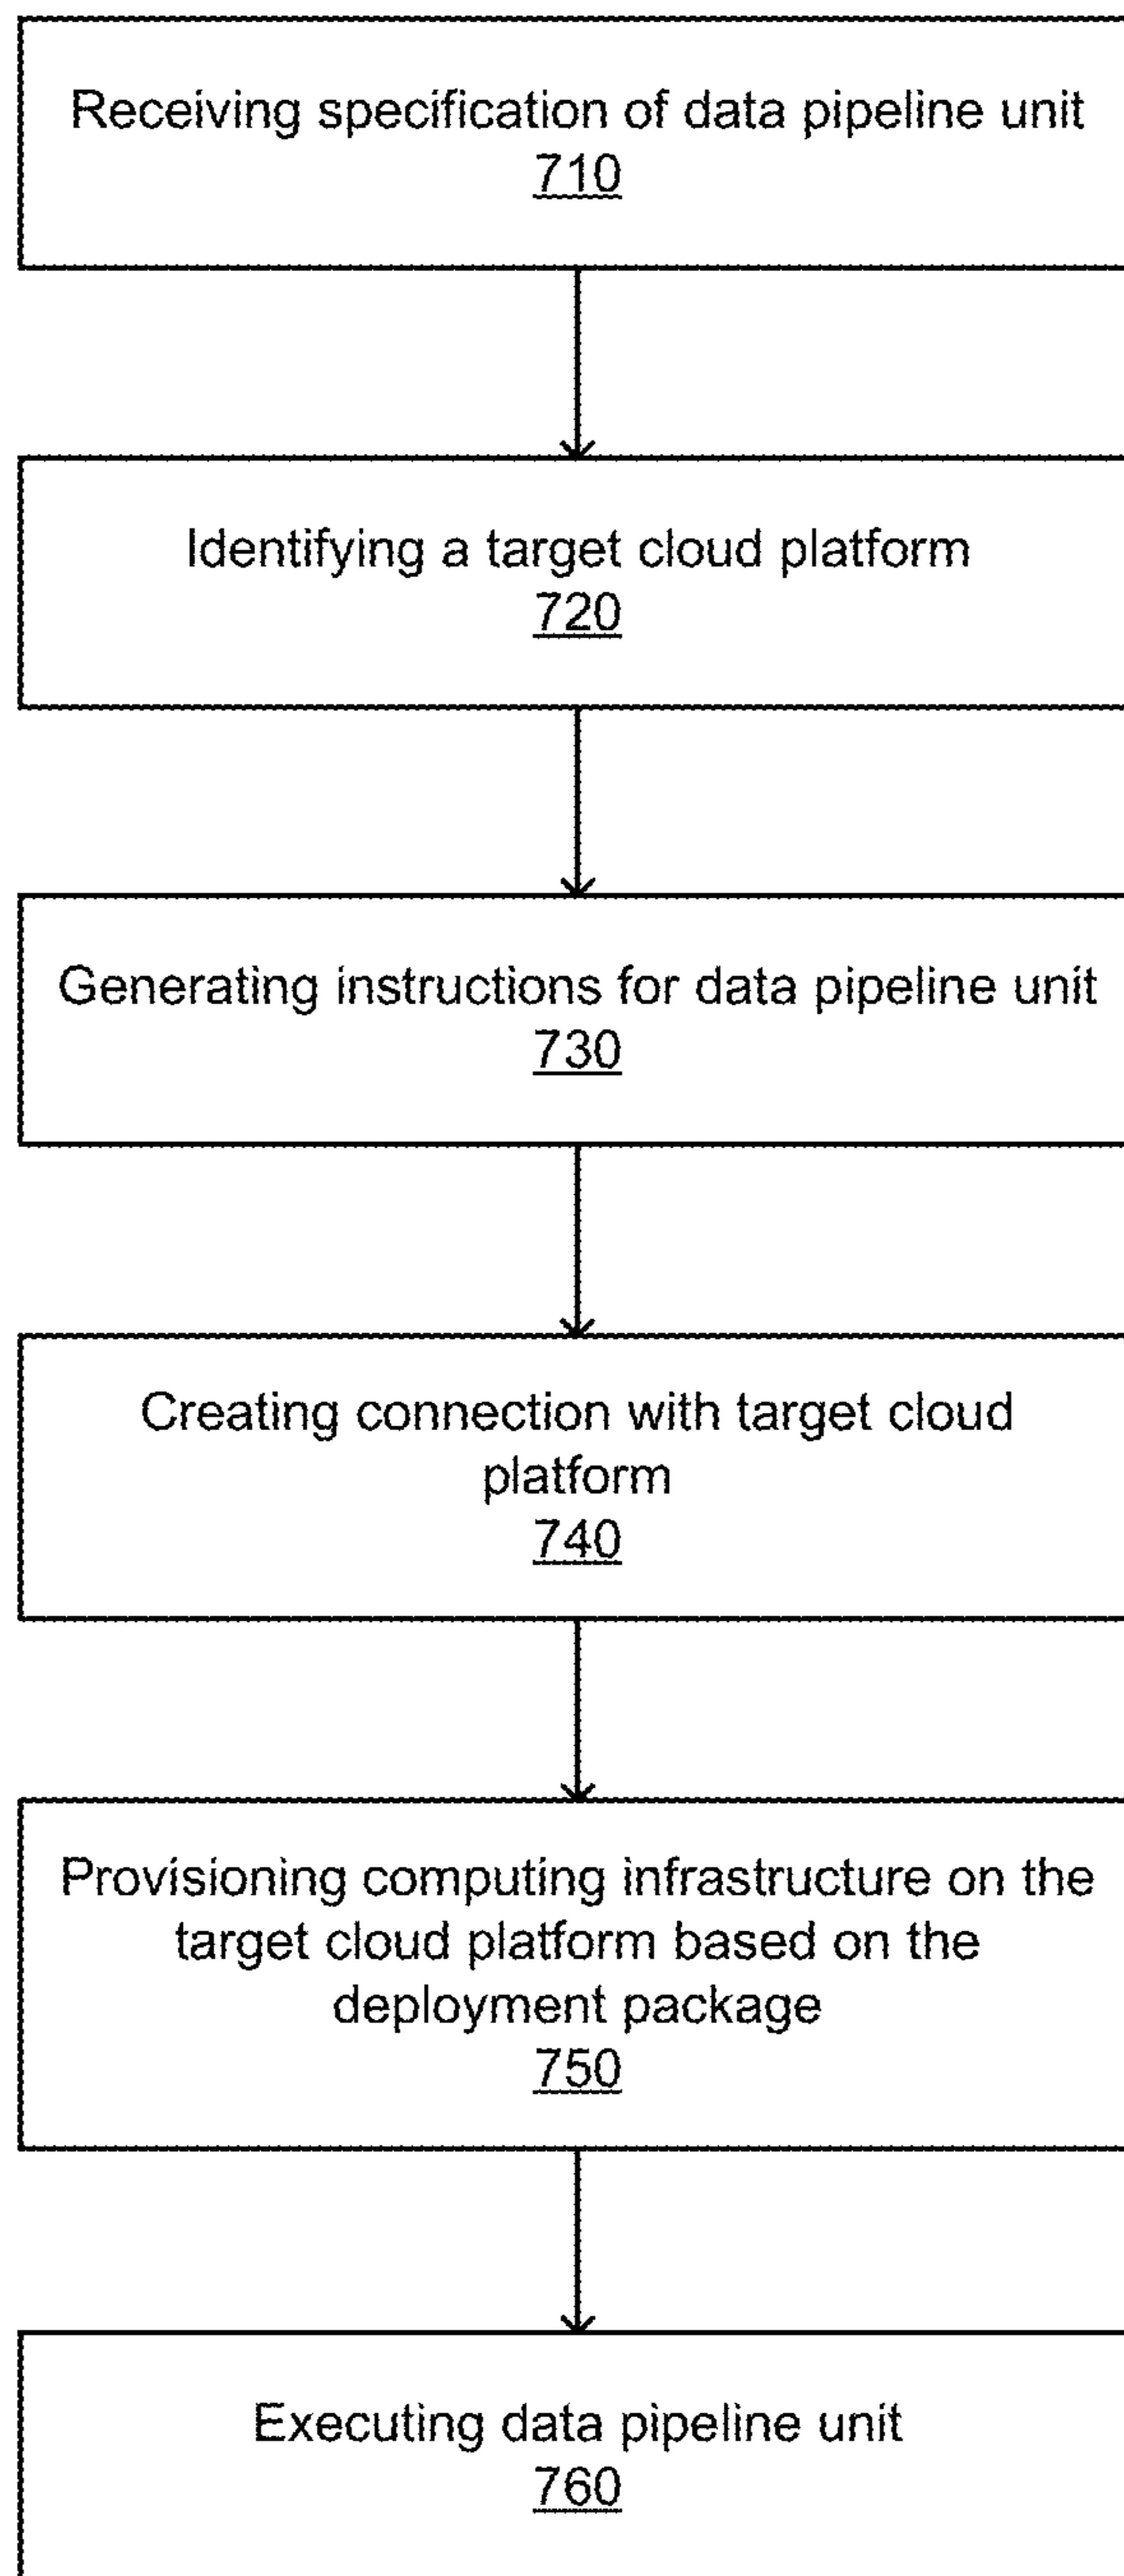 Receiving specification of data pipeline unit
710
Identifying a target cloud platform
720
Generating instructions for data pipeline unit
730
Creating connection with target cloud
platform
740
Provisioning computing infrastructure on the
target cloud platform based on the
deployment package
750
Executing data pipeline unit
760